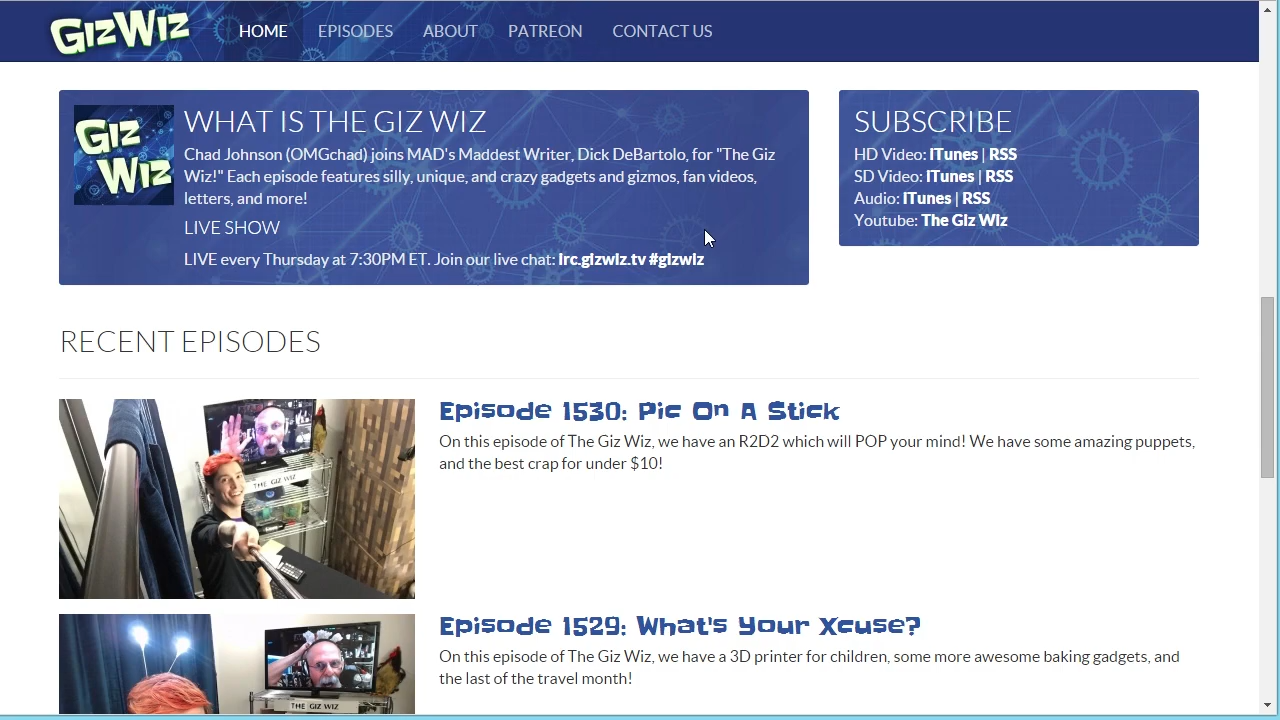 GizWiz
HOME EPISODES ABOUT PATREON CONTACT US
Giz
Wiz
WHAT IS THE GIZ WIZ
Chad Johnson (OMGchad) joins MAD's Maddest Writer, Dick DeBartolo, for "The Giz
Wiz!" Each episode features silly, unique, and crazy gadgets and gizmos, fan videos,
letters, and more!
LIVE SHOW
LIVE every Thursday at 7:30PM ET. Join our live chat: irc.gizwiz.tv #gizwiz
SUBSCRIBE
HD Video: iTunes | RSS
SD Video: iTunes | RSS
Audio: iTunes | RSS
Youtube: The Giz Wiz
RECENT EPISODES
THE GIZ WIZ
Episode 1530: Pic On A Stick
On this episode of The Giz Wiz, we have an R2D2 which will POP your mind! We have some amazing puppets,
and the best crap for under $10!
THE GIZ WIZ
Episode 1529: What's Your Xcuse?
On this episode of The Giz Wiz, we have a 3D printer for children, some more awesome baking gadgets, and
the last of the travel month!